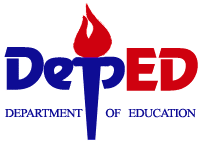 DepED
DEPARTMENT OF EDUCATION